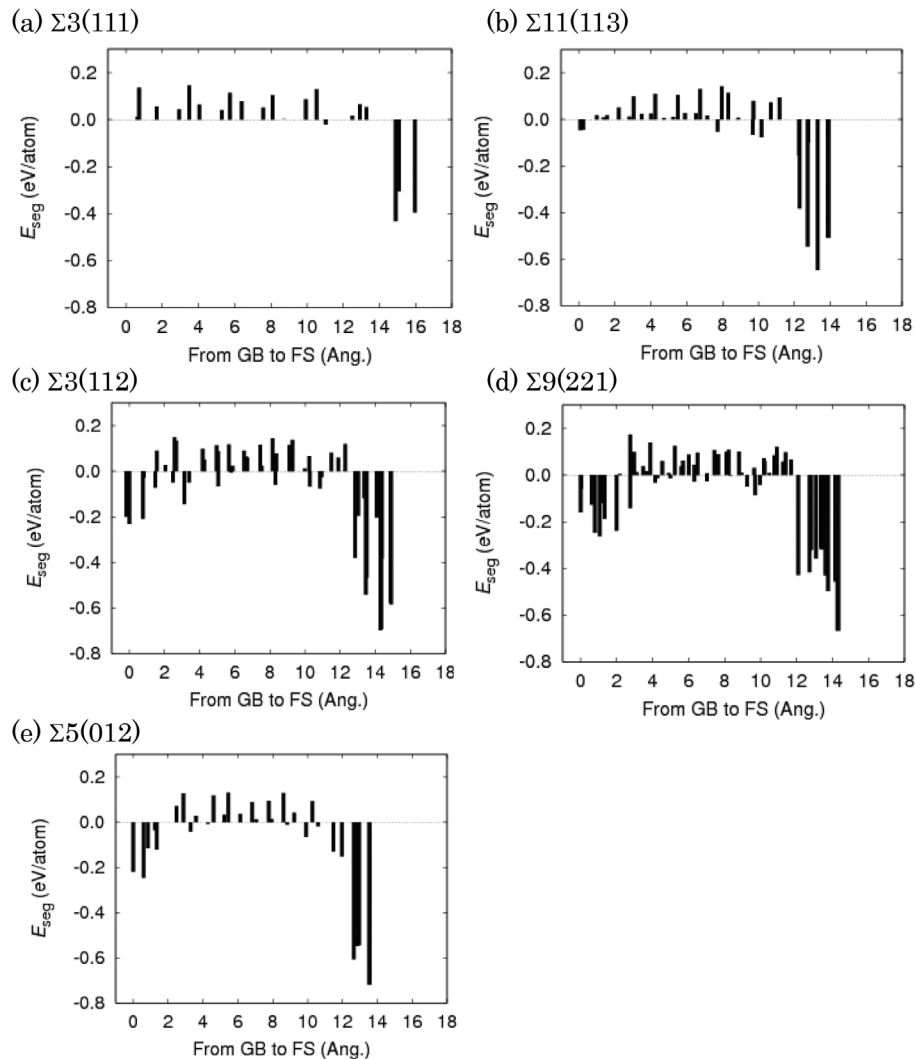 (a) Σ3(111)
0.2
0.0
-0.2
-0.4
-0.6
-0.8
E_seg (eV/atom)
0 2 4 6 8 10 12 14 16 18
From GB to FS (Ang.)
(b) Σ11(113)
0.2
0.0
-0.2
-0.4
-0.6
-0.8
E_seg (eV/atom)
0 2 4 6 8 10 12 14 16 18
From GB to FS (Ang.)
(c) Σ3(112)
0.2
0.0
-0.2
-0.4
-0.6
-0.8
E_seg (eV/atom)
0 2 4 6 8 10 12 14 16 18
From GB to FS (Ang.)
(d) Σ9(221)
0.2
0.0
-0.2
-0.4
-0.6
-0.8
E_seg (eV/atom)
0 2 4 6 8 10 12 14 16 18
From GB to FS (Ang.)
(e) Σ5(012)
0.2
0.0
-0.2
-0.4
-0.6
-0.8
E_seg (eV/atom)
0 2 4 6 8 10 12 14 16 18
From GB to FS (Ang.)